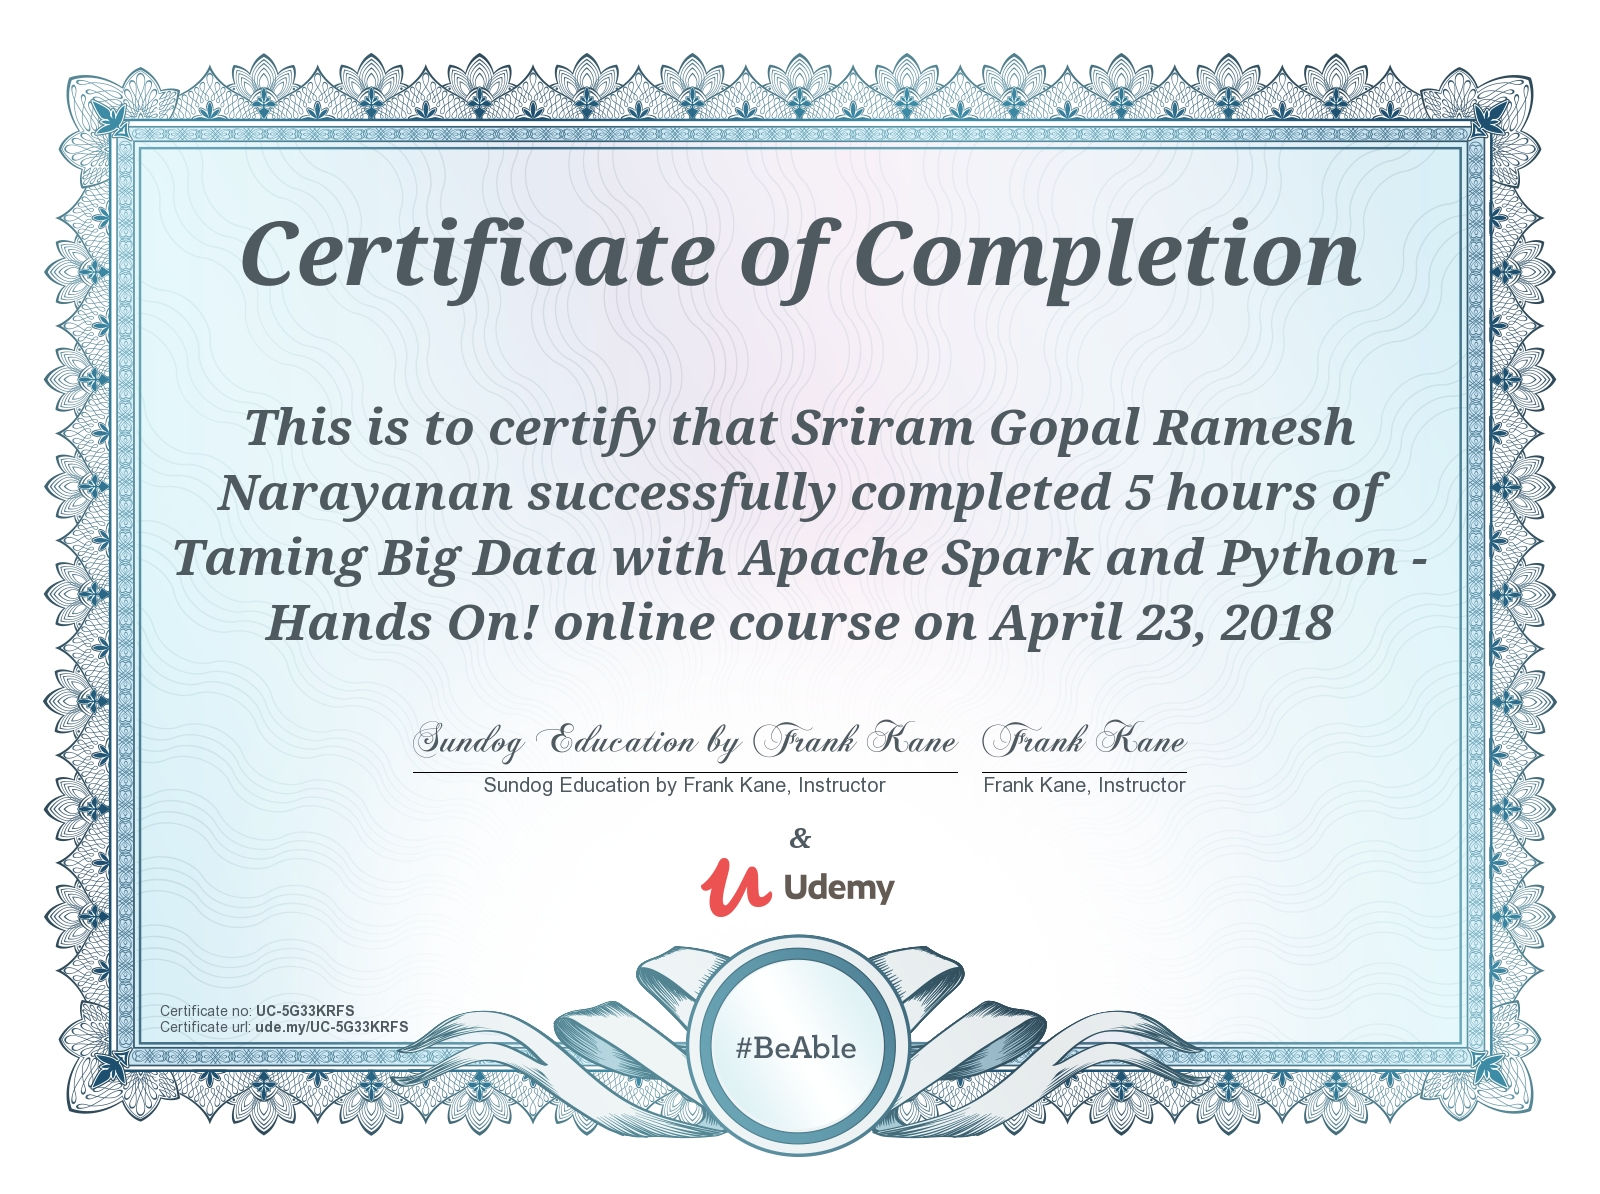 Certificate of Completion
This is to certify that Sriram Gopal Ramesh
Narayanan successfully completed 5 hours of
Taming Big Data with Apache Spark and Python -
Hands On! online course on April 23, 2018
Sundog Education by Frank Kane Frank Kane
Sundog Education by Frank Kane, Instructor Frank Kane, Instructor
&
Udemy
Certificate no: UC-5G33KRFS
Certificate url: ude.my/UC-5G33KRFS
#BeAble